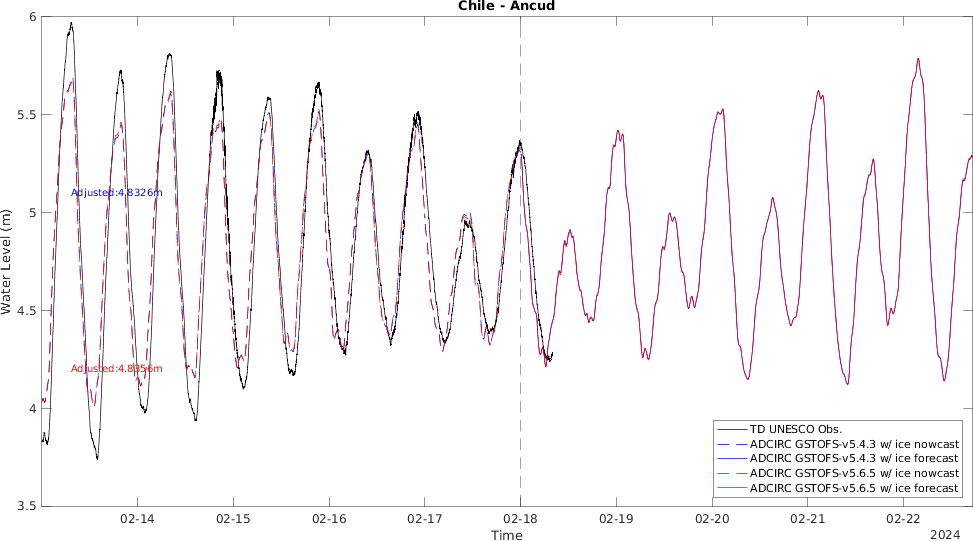 Chile - Ancud
6
5.5
5
4.5
4
3.5
Water Level (m)
Adjusted:4.8326m
Adjusted:4.8356m
TD UNESCO Obs.
ADCIRC GSTOFS-v5.4.3 w/ ice nowcast
ADCIRC GSTOFS-v5.4.3 w/ ice forecast
ADCIRC GSTOFS-v5.6.5 w/ ice nowcast
ADCIRC GSTOFS-v5.6.5 w/ ice forecast
02-14 02-15 02-16 02-17 02-18 02-19 02-20 02-21 02-22
Time
2024